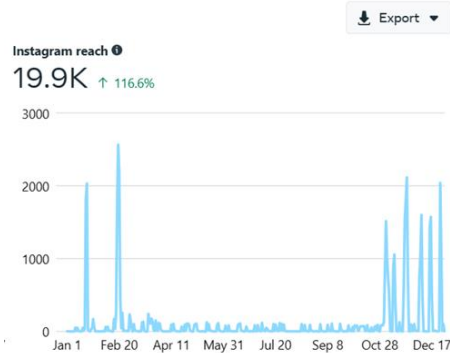 Export
Instagram reach
19.9K ↑ 116.6%
3000
2000
1000
0
Jan 1 Feb 20 Apr 11 May 31 Jul 20 Sep 8 Oct 28 Dec 17